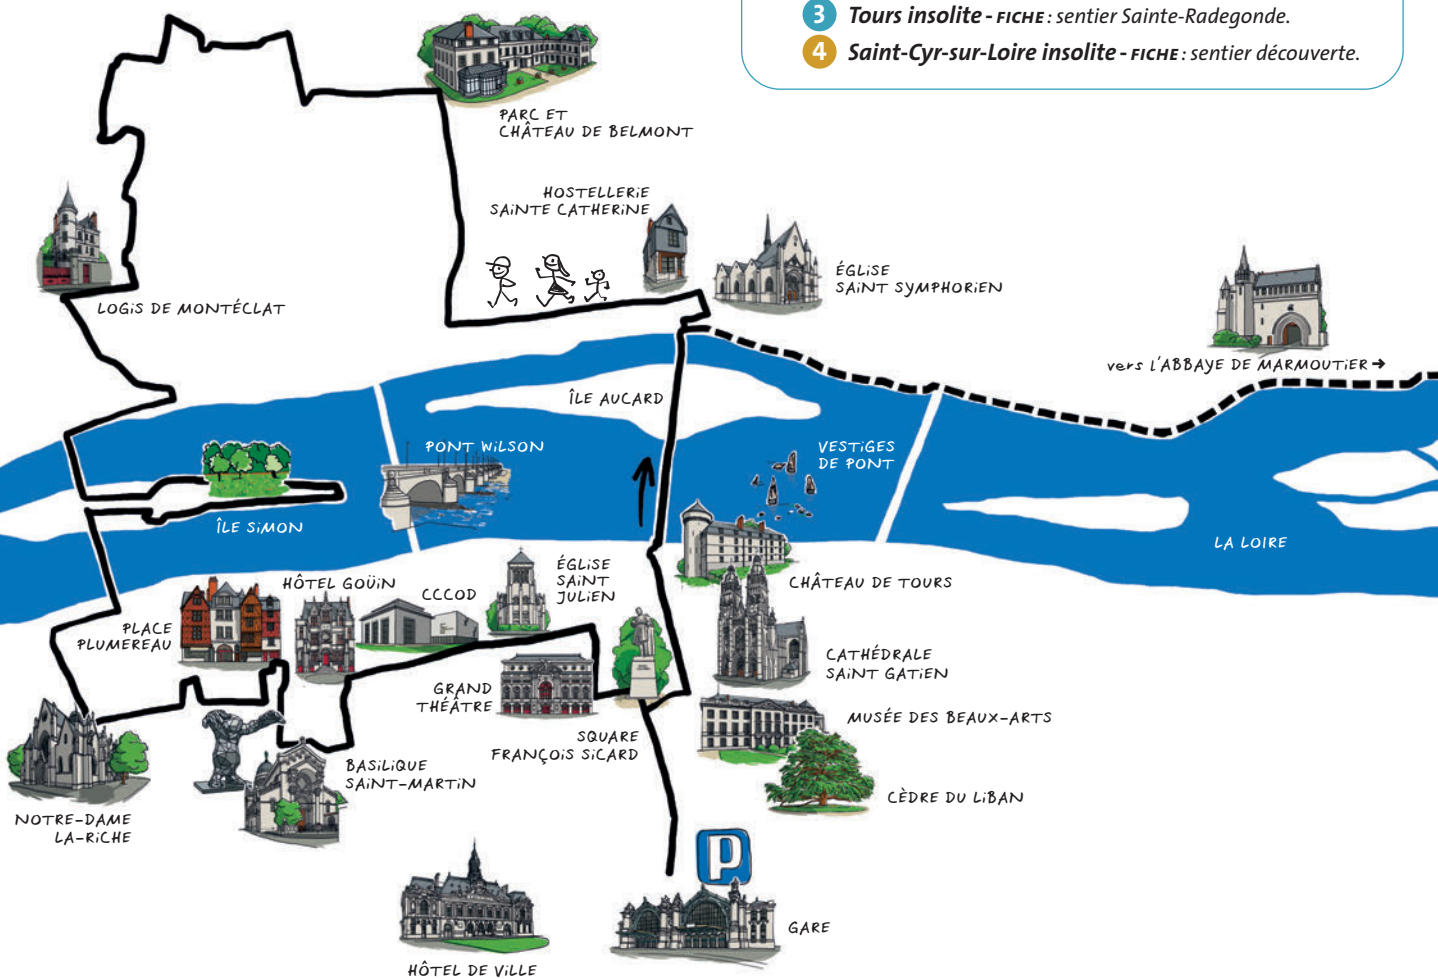 3 Tours insolite - FICHE : sentier Sainte-Radegonde.
4 Saint-Cyr-sur-Loire insolite - FICHE : sentier découverte.
PARC ET
CHÂTEAU DE BELMONT
HOSTELLERiE
SAiNTE CATHERiNE
ÉGLiSE
SAiNT SYMPHORiEN
LOGiS DE MONTÉCLAT
vers L'ABBAYE DE MARMOUTiER →
ÎLE AUCARD
PONT WiLSON
VESTiGES
DE PONT
ÎLE SiMON
LA LOiRE
HÔTEL GOÜiN
CCCOD
ÉGLiSE
SAiNT
JULiEN
CHÂTEAU DE TOURS
PLACE
PLUMEREAU
CATHÉDRALE
SAiNT GATiEN
GRAND
THÉÂTRE
MUSÉE DES BEAUX-ARTS
SQUARE
FRANÇOiS SiCARD
BASiLiQUE
SAiNT-MARTiN
CÈDRE DU LiBAN
NOTRE-DAME
LA-RiCHE
P
GARE
HÔTEL DE ViLLE